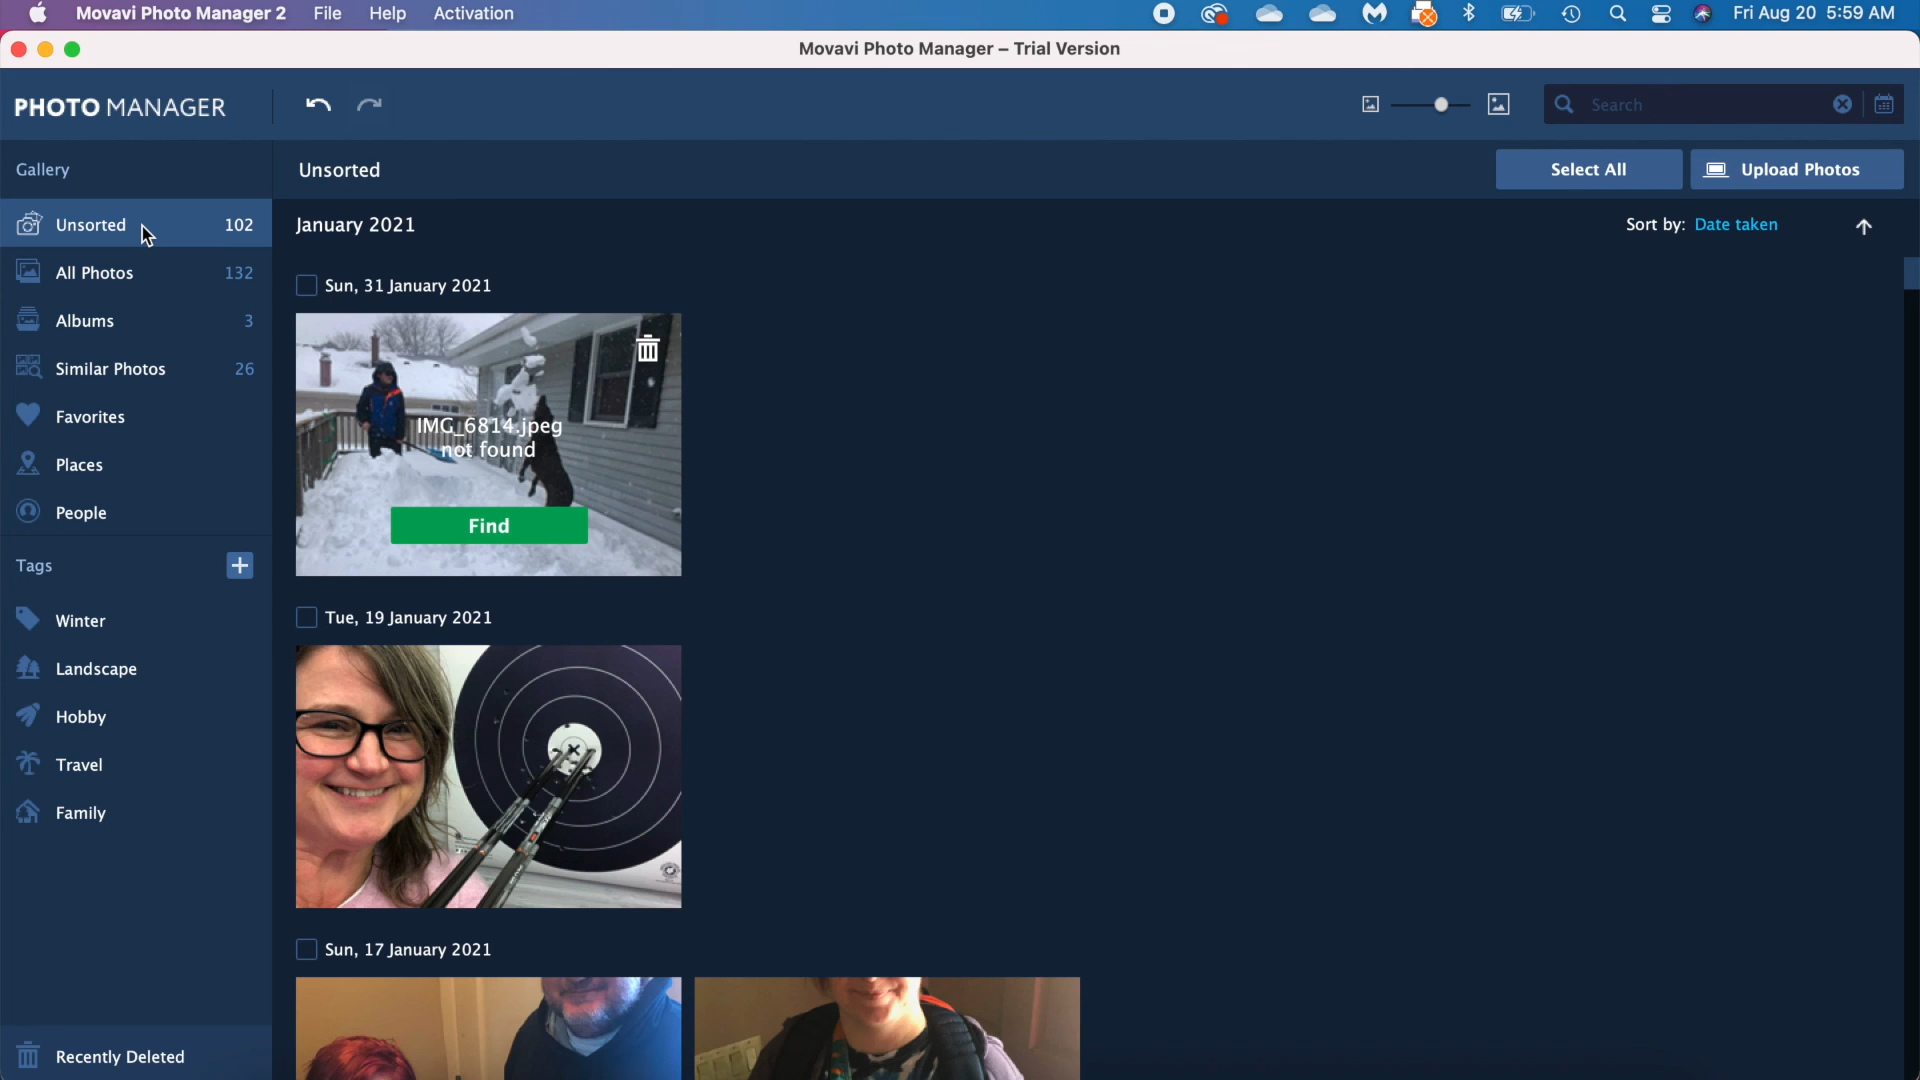 Movavi Photo Manager 2 File Help Activation Fri Aug 20 5:59 AM
Movavi Photo Manager – Trial Version
PHOTO MANAGER
Search
Gallery
Unsorted
Select All
Upload Photos
Unsorted 102
All Photos 132
Albums 3
Similar Photos 26
Favorites
Places
People
Tags
Winter
Landscape
Hobby
Travel
Family
Recently Deleted
January 2021
Sort by: Date taken
Sun, 31 January 2021
IMG_6814.jpeg
not found
Find
Tue, 19 January 2021
Sun, 17 January 2021